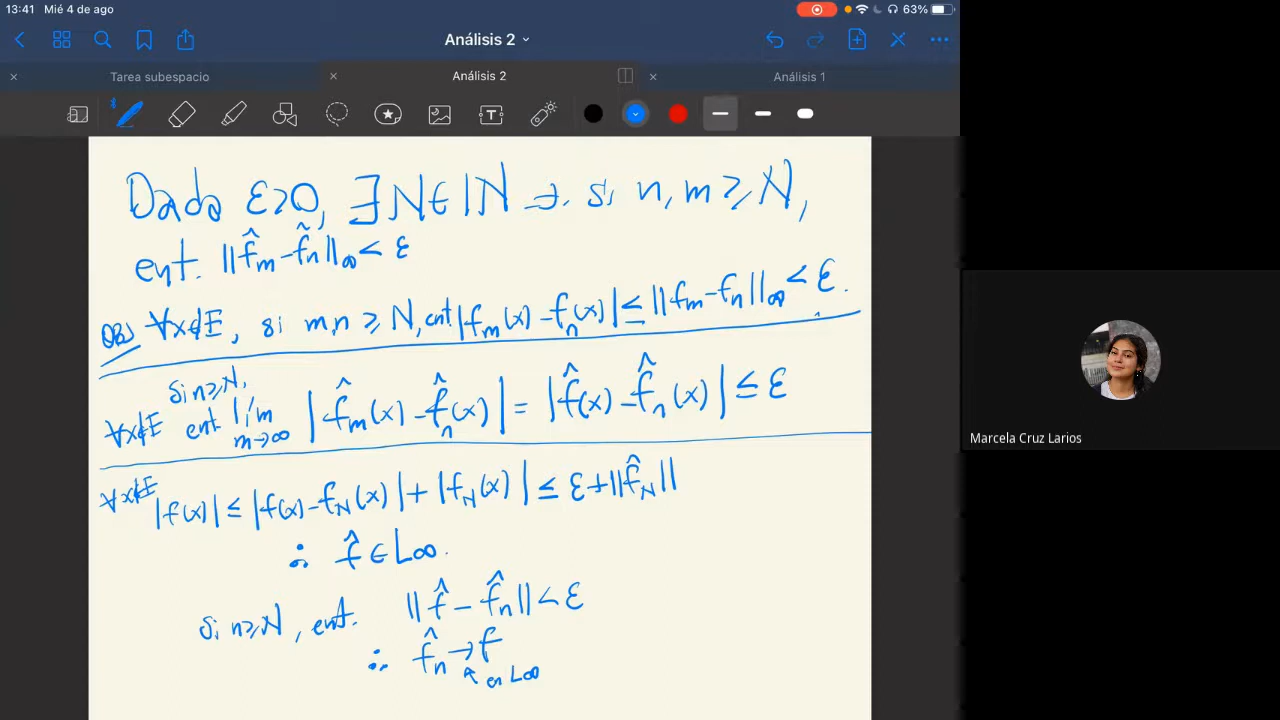 13:41 Mié 4 de ago 63%
Análisis 2
Tarea subespacio Análisis 2 Análisis 1
Dada ε>0, ∃N∈ℕ ∋. si n, m ≥ N,
ent. ||f̂m - f̂n||∞ < ε
OBS ∀x∉E, si m,n ≥ N, ent |fm(x) - fn(x)| ≤ ||fm - fn||∞ < ε.
si n≥N,
∀x∉E ent lim m→∞ |f̂m(x) - f̂n(x)| = |f̂(x) - f̂n(x)| ≤ ε
∀x∉E |f(x)| ≤ |f(x) - fN(x)| + |fN(x)| ≤ ε + ||f̂N||
∴ f̂ ∈ L∞.
Si n≥N, ent. ||f̂ - f̂n|| < ε
∴ f̂n → f
en L∞
Marcela Cruz Larios